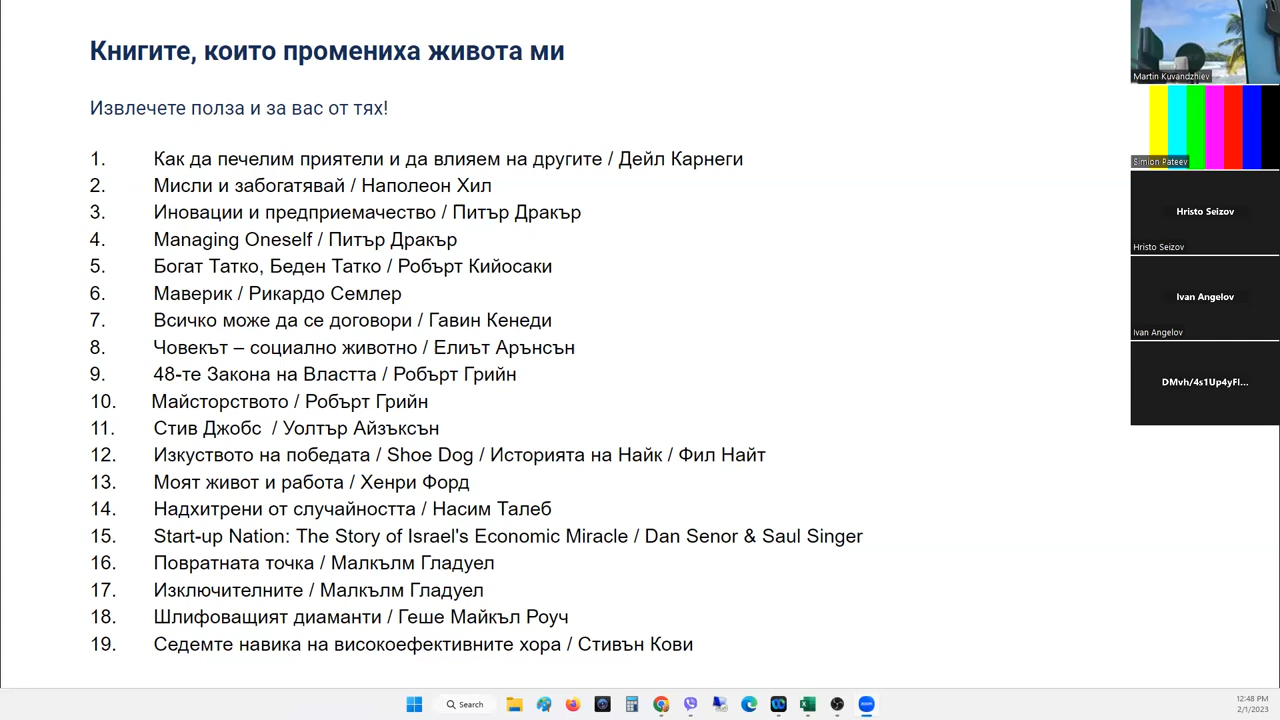 Книгите, които промениха живота ми
Извлечете полза и за вас от тях!
1. Как да печелим приятели и да влияем на другите / Дейл Карнеги
2. Мисли и забогатявай / Наполеон Хил
3. Иновации и предприемачество / Питър Дракър
4. Managing Oneself / Питър Дракър
5. Богат Татко, Беден Татко / Робърт Кийосаки
6. Маверик / Рикардо Семлер
7. Всичко може да се договори / Гавин Кенеди
8. Човекът – социално животно / Елиът Арънсън
9. 48-те Закона на Властта / Робърт Грийн
10. Майсторството / Робърт Грийн
11. Стив Джобс / Уолтър Айзъксън
12. Изкуството на победата / Shoe Dog / Историята на Найк / Фил Найт
13. Моят живот и работа / Хенри Форд
14. Надхитрени от случайността / Насим Талеб
15. Start-up Nation: The Story of Israel's Economic Miracle / Dan Senor & Saul Singer
16. Повратната точка / Малкълм Гладуел
17. Изключителните / Малкълм Гладуел
18. Шлифоващият диаманти / Геше Майкъл Роуч
19. Седемте навика на високоефективните хора / Стивън Кови
Martin Kuvandzhiev
Simion Pateev
Hristo Seizov
Hristo Seizov
Ivan Angelov
Ivan Angelov
DMvh/4s1Up4yFl...
Search
12:48 PM
2/1/2023